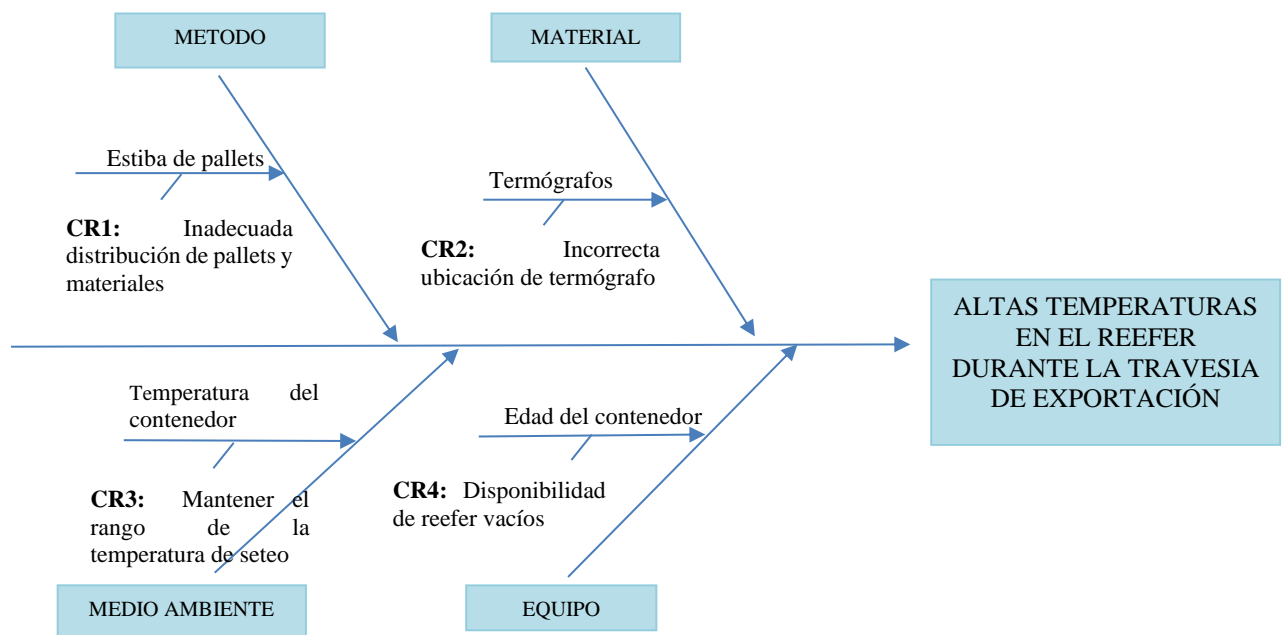 METODO
MATERIAL
Estiba de pallets
CR1: Inadecuada
distribución de pallets y
materiales
Termógrafos
CR2: Incorrecta
ubicación de termógrafo
ALTAS TEMPERATURAS
EN EL REEFER
DURANTE LA TRAVESIA
DE EXPORTACIÓN
Temperatura del
contenedor
CR3: Mantener el
rango de la
temperatura de seteo
Edad del contenedor
CR4: Disponibilidad
de reefer vacíos
MEDIO AMBIENTE
EQUIPO